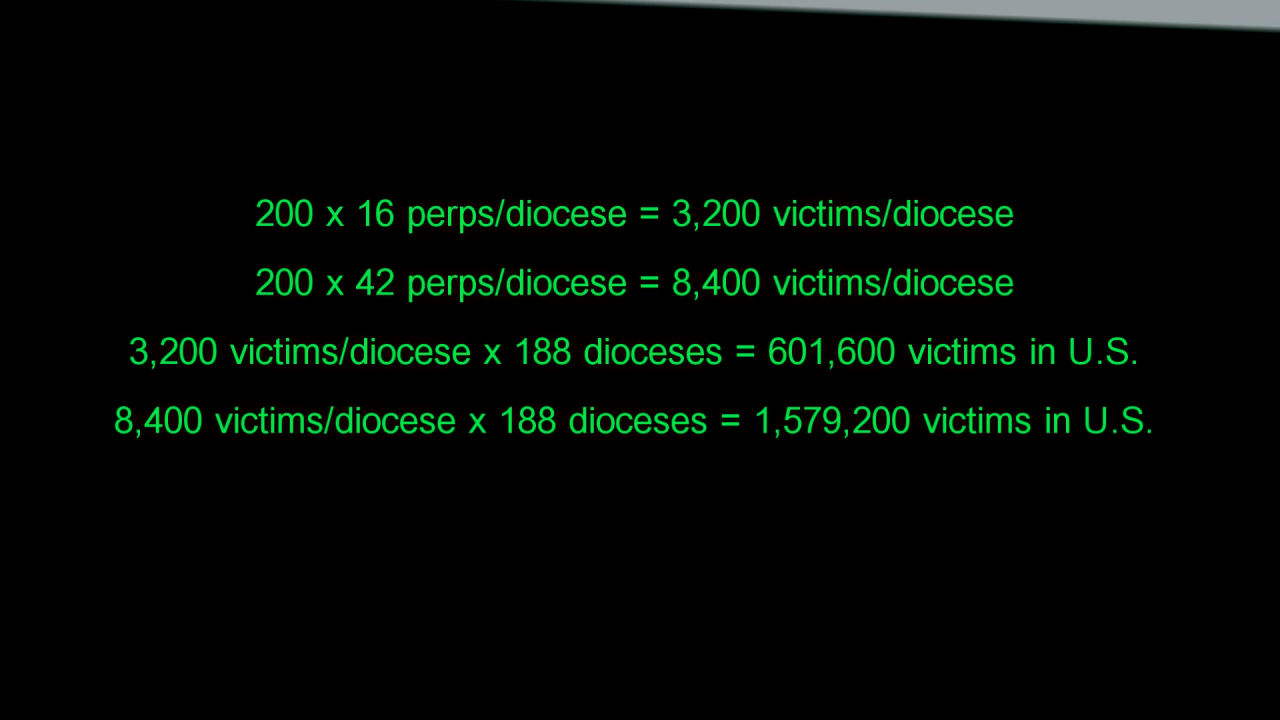 200 x 16 perps/diocese = 3,200 victims/diocese
200 x 42 perps/diocese = 8,400 victims/diocese
3,200 victims/diocese x 188 dioceses = 601,600 victims in U.S.
8,400 victims/diocese x 188 dioceses = 1,579,200 victims in U.S.